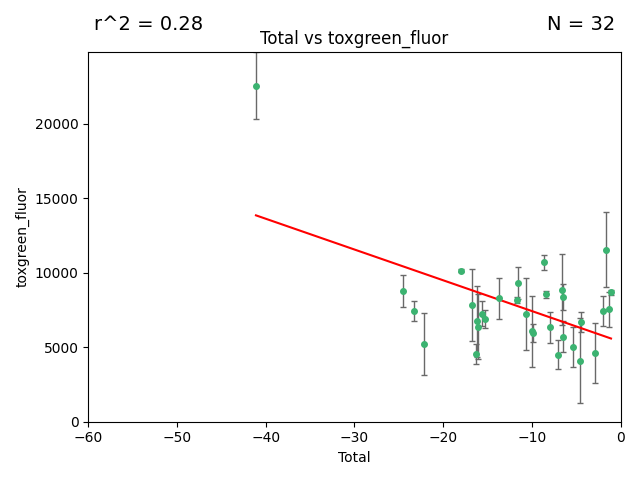 r^2 = 0.28
N = 32
Total vs toxgreen_fluor
toxgreen_fluor
20000
15000
10000
5000
0
−60
−50
−40
−30
−20
−10
0
Total